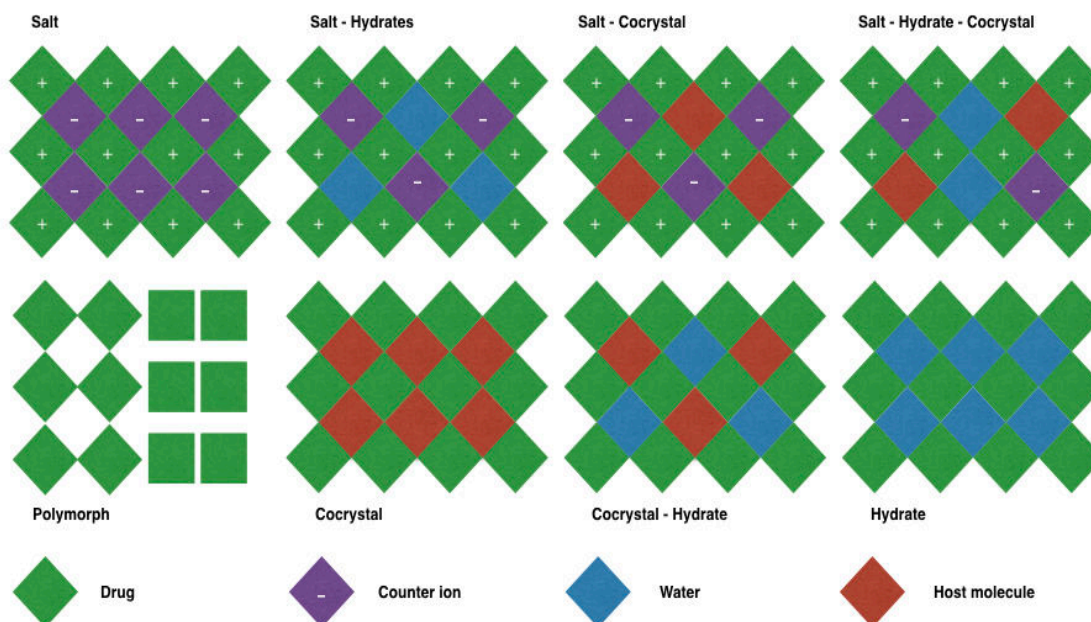 Salt
Salt - Hydrates
Salt - Cocrystal
Salt - Hydrate - Cocrystal
+ + + +
- - -
+ + + +
- - -
+ + + +
+ + + +
- -
+ + + +
-
+ + + +
+ + + +
- -
+ + + +
-
+ + + +
+ + + +
-
+ + + +
-
+ + + +
Polymorph
Cocrystal
Cocrystal - Hydrate
Hydrate
Drug
- Counter ion
Water
Host molecule